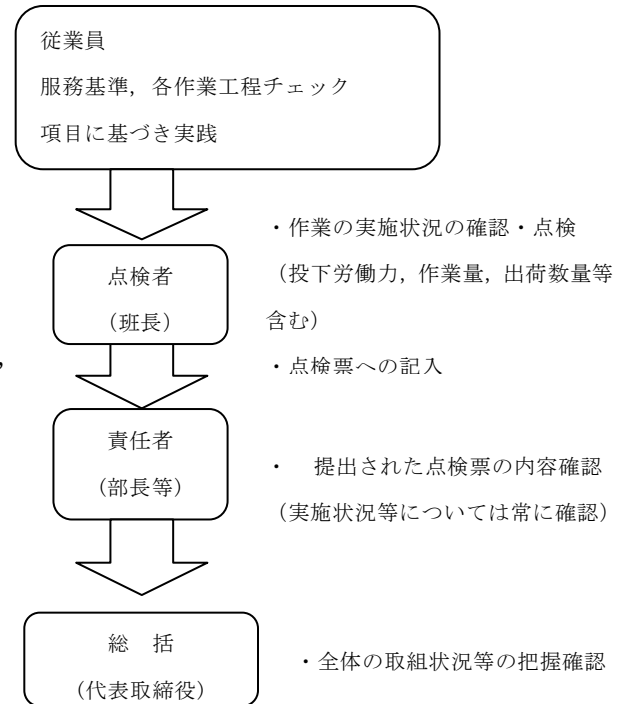 従業員
服務基準，各作業工程チェック
項目に基づき実践
・作業の実施状況の確認・点検
点検者
（投下労働力，作業量，出荷数量等
（班長）
含む）
，
・点検票への記入
責任者
（部長等）
・　提出された点検票の内容確認
（実施状況等については常に確認）
総　括
（代表取締役）
・全体の取組状況等の把握確認